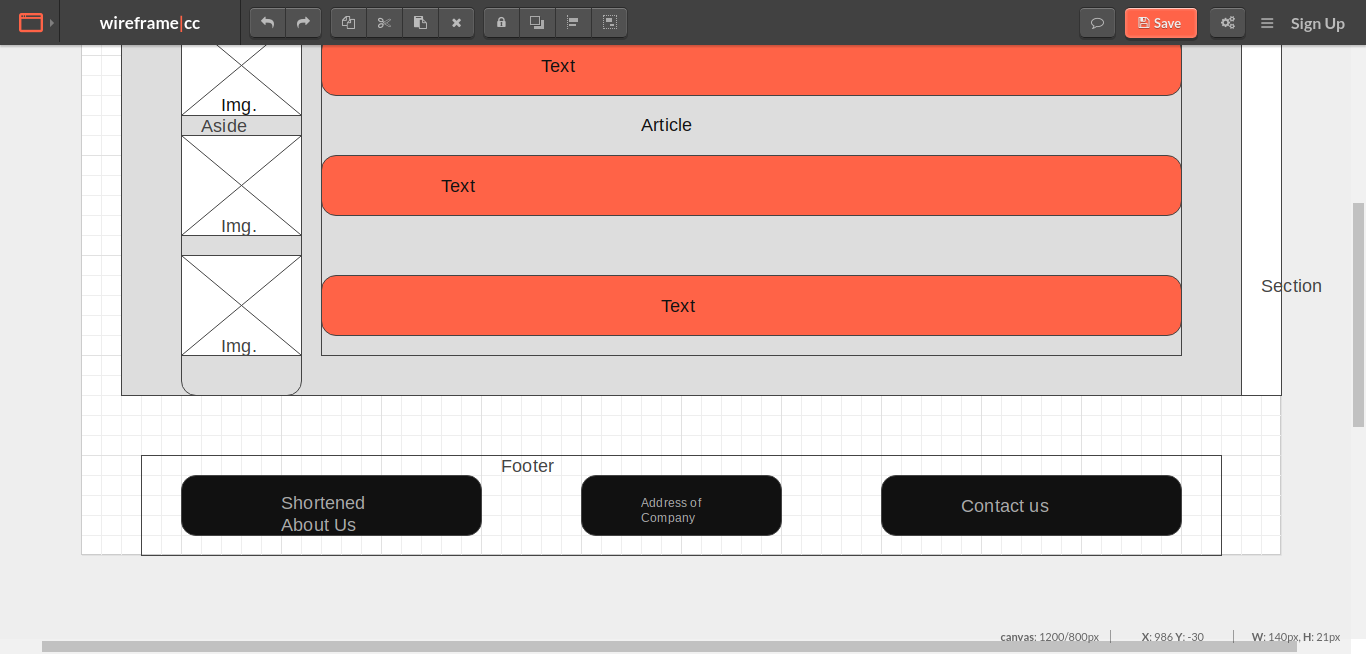 wireframe|cc
Save
Sign Up
Text
Img.
Aside
Article
Text
Img.
Section
Text
Img.
Footer
Shortened
About Us
Address of
Company
Contact us
canvas: 1200/800px
X: 986 Y: -30
W: 140px, H: 21px